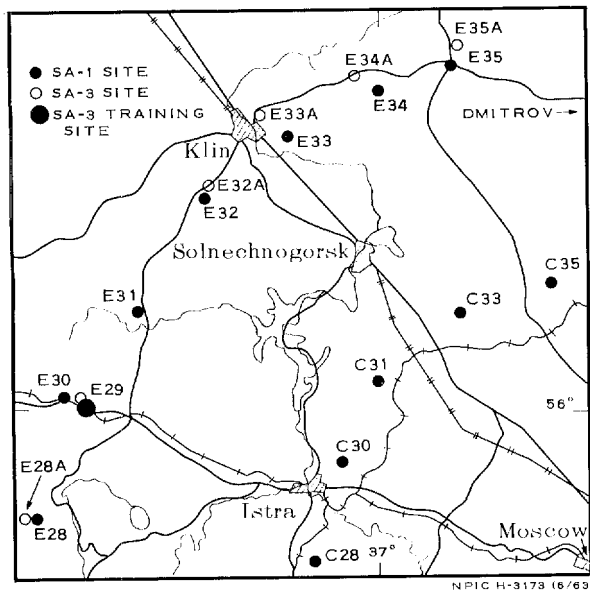 SA-1 SITE
SA-3 SITE
SA-3 TRAINING
SITE
E35A
E35
E34A
E34
DMITROV
E33A
E33
Klin
E32A
E32
Solnechnogorsk
E31
C35
C33
C31
E30
E29
56°
E28A
E28
C30
Istra
Moscow
C28
37°
NPIC H-3173 (6/63